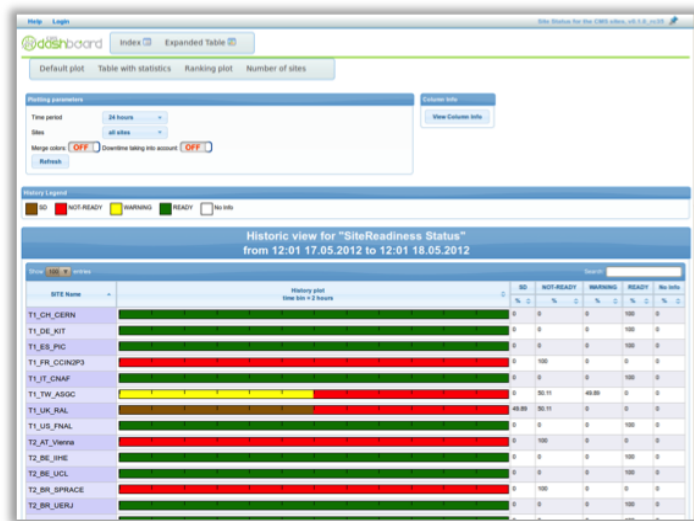 Help Login Site Status for the CMS sites.
dashboard Index Expanded Table
Default plot Table with statistics Ranking plot Number of sites
Plotting parameters Column Info
Time period 24 hours View Column Info
Sites all sites
Merge colors: OFF Downtime taking into account: OFF
Refresh
History Legend
SD NOT-READY WARNING READY No info
Historic view for "SiteReadiness Status"
from 12:01 17.05.2012 to 12:01 18.05.2012
Show 100 entries Search:
SITE Name History plot SD NOT-READY WARNING READY No info
time bin = 2 hours % % % % %
T1_CH_CERN 0 0 0 100 0
T1_DE_KIT 0 0 0 100 0
T1_ES_PIC 0 0 0 100 0
T1_FR_CCIN2P3 0 100 0 0 0
T1_IT_CNAF 0 0 0 100 0
T1_TW_ASGC 0 50.11 49.89 0 0
T1_UK_RAL 49.89 50.11 0 0 0
T1_US_FNAL 0 0 0 100 0
T2_AT_Vienna 0 100 0 0 0
T2_BE_IIHE 0 0 0 100 0
T2_BE_UCL 0 0 0 100 0
T2_BR_SPRACE 0 100 0 0 0
T2_BR_UERJ 0 0 0 100 0